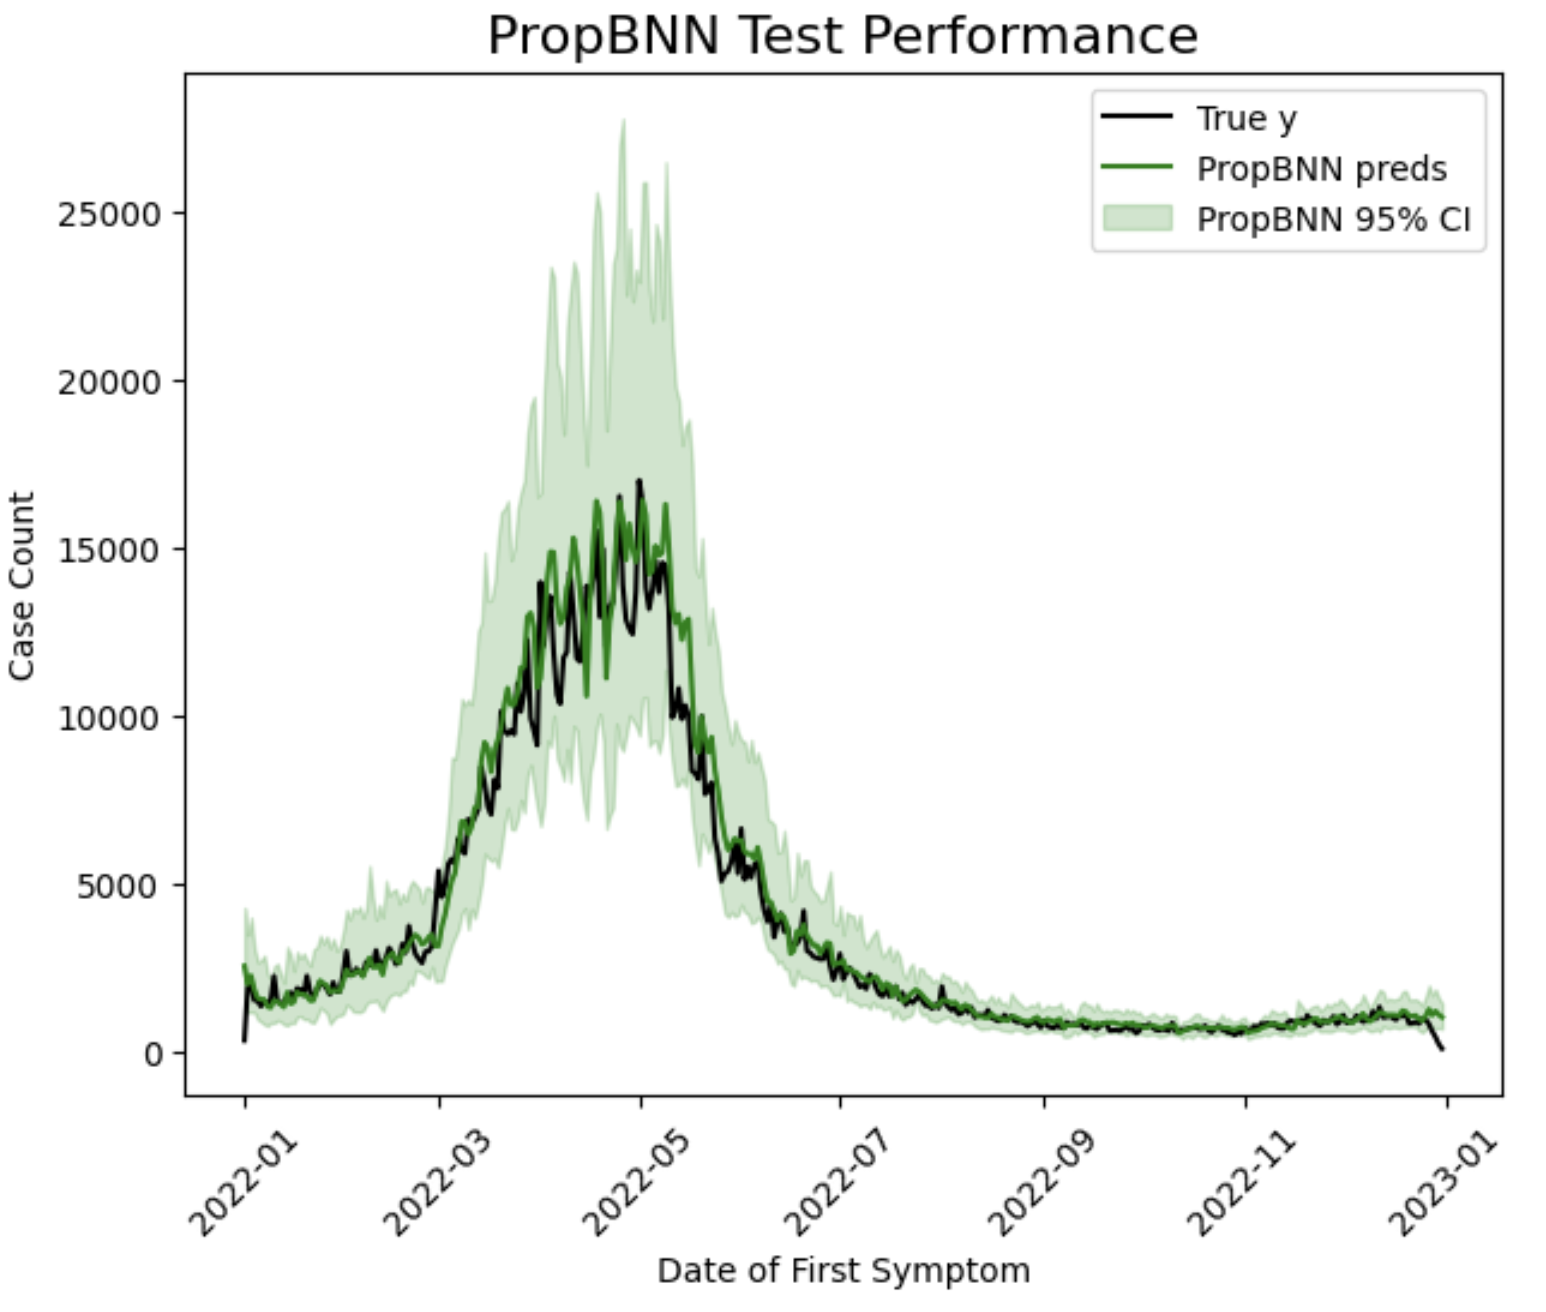 PropBNN Test Performance
True y
PropBNN preds
PropBNN 95% CI
Case Count
25000
20000
15000
10000
5000
0
2022-01
2022-03
2022-05
2022-07
2022-09
2022-11
2023-01
Date of First Symptom